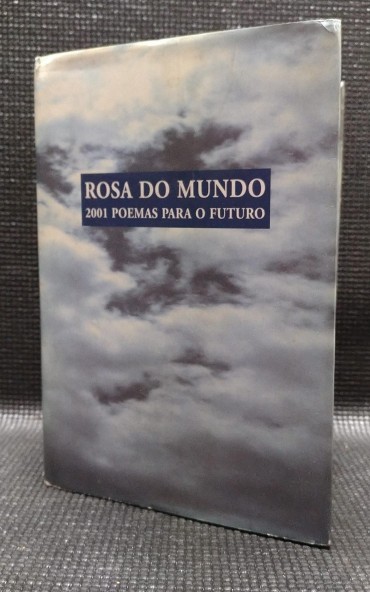 ROSA DO MUNDO
2001 POEMAS PARA O FUTURO